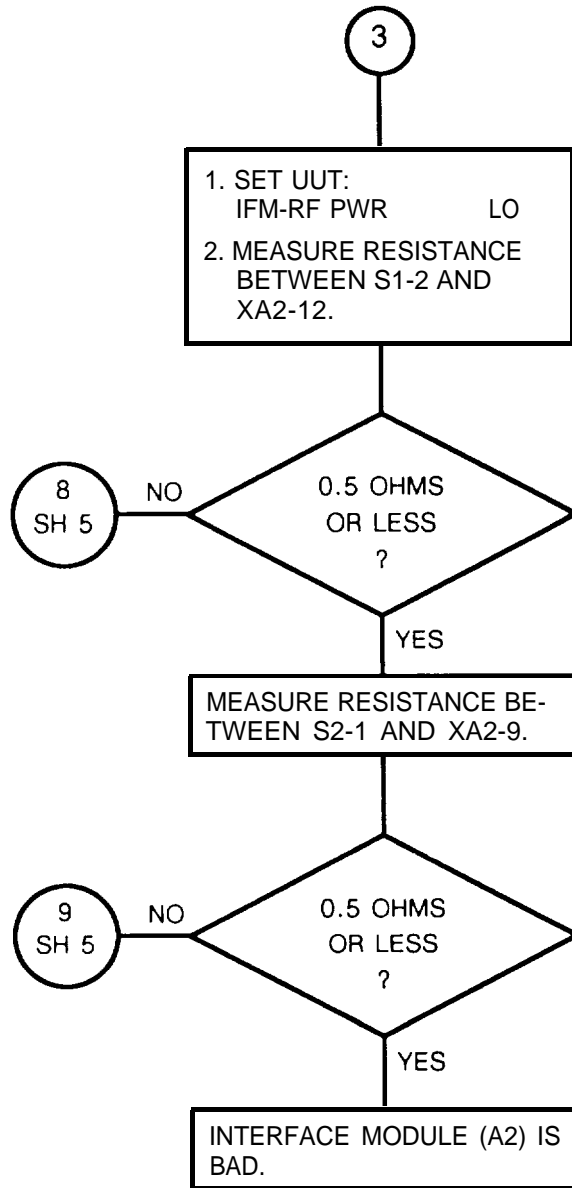 3
1. SET UUT:
IFM-RF PWR LO
2. MEASURE RESISTANCE
BETWEEN S1-2 AND
XA2-12.
0.5 OHMS
OR LESS
?
NO
8
SH 5
YES
MEASURE RESISTANCE BE-
TWEEN S2-1 AND XA2-9.
0.5 OHMS
OR LESS
?
NO
9
SH 5
YES
INTERFACE MODULE (A2) IS
BAD.